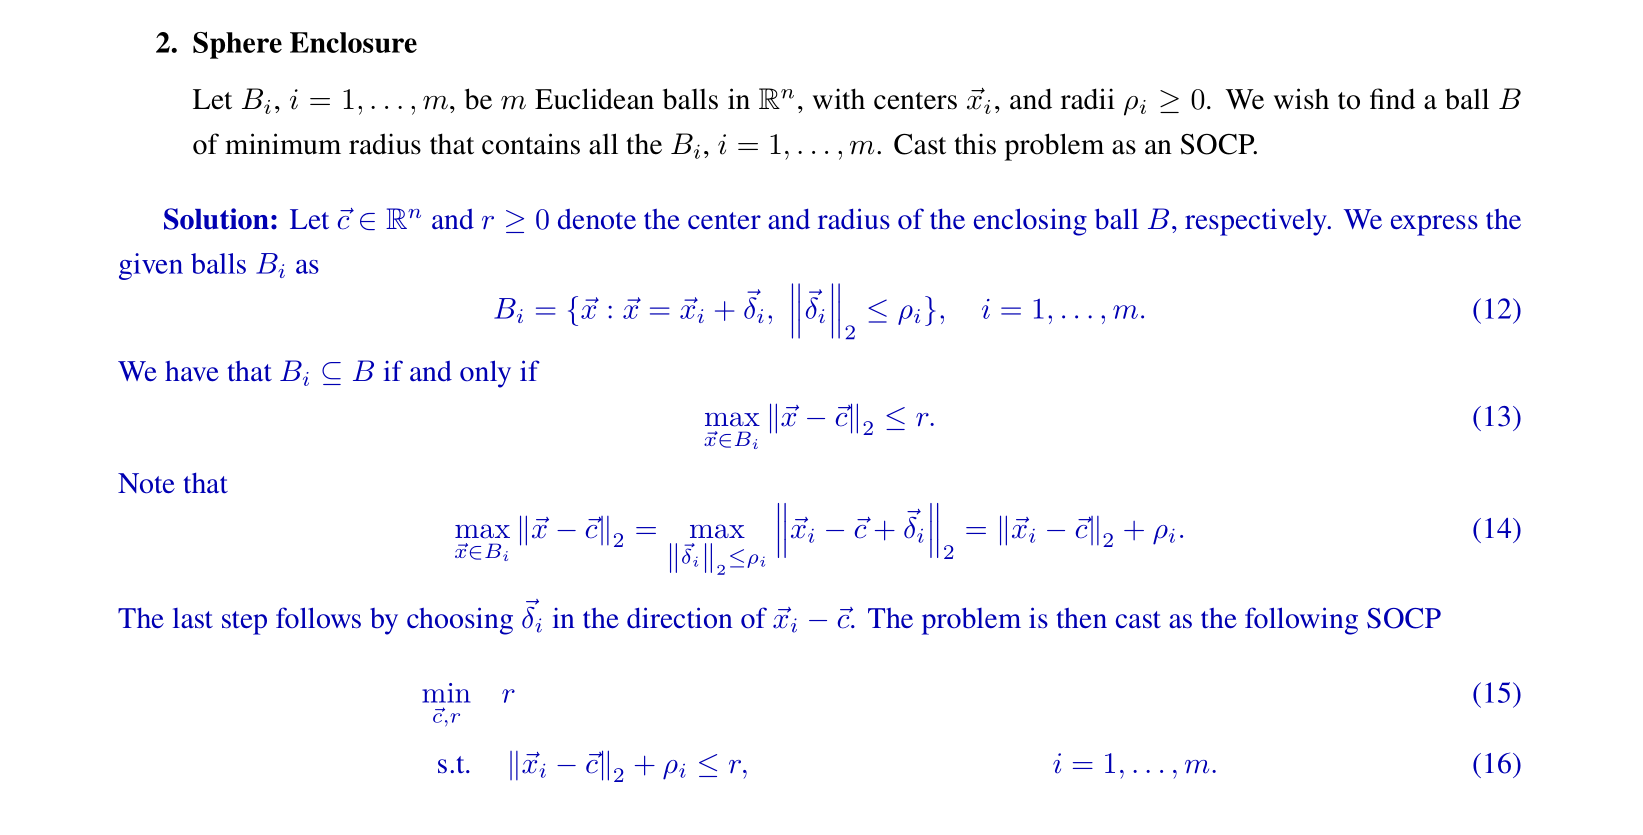 2. Sphere Enclosure
Let $B_i$, $i = 1, \ldots, m$, be $m$ Euclidean balls in $\mathbb{R}^n$, with centers $\vec{x}_i$, and radii $\rho_i \geq 0$. We wish to find a ball $B$
of minimum radius that contains all the $B_i$, $i = 1, \ldots, m$. Cast this problem as an SOCP.
Solution: Let $\vec{c} \in \mathbb{R}^n$ and $r \geq 0$ denote the center and radius of the enclosing ball $B$, respectively. We express the
given balls $B_i$ as
$B_i = \{\vec{x} : \vec{x} = \vec{x}_i + \vec{\delta}_i, \left\|\vec{\delta}_i\right\|_2 \leq \rho_i\}, \quad i = 1, \ldots, m.$ (12)
We have that $B_i \subseteq B$ if and only if
$\max_{\vec{x} \in B_i} \|\vec{x} - \vec{c}\|_2 \leq r.$ (13)
Note that
$\max_{\vec{x} \in B_i} \|\vec{x} - \vec{c}\|_2 = \max_{\left\|\vec{\delta}_i\right\|_2 \leq \rho_i} \left\|\vec{x}_i - \vec{c} + \vec{\delta}_i\right\|_2 = \|\vec{x}_i - \vec{c}\|_2 + \rho_i.$ (14)
The last step follows by choosing $\vec{\delta}_i$ in the direction of $\vec{x}_i - \vec{c}$. The problem is then cast as the following SOCP
$\min_{\vec{c}, r} \quad r$ (15)
s.t. $\|\vec{x}_i - \vec{c}\|_2 + \rho_i \leq r, \quad i = 1, \ldots, m.$ (16)